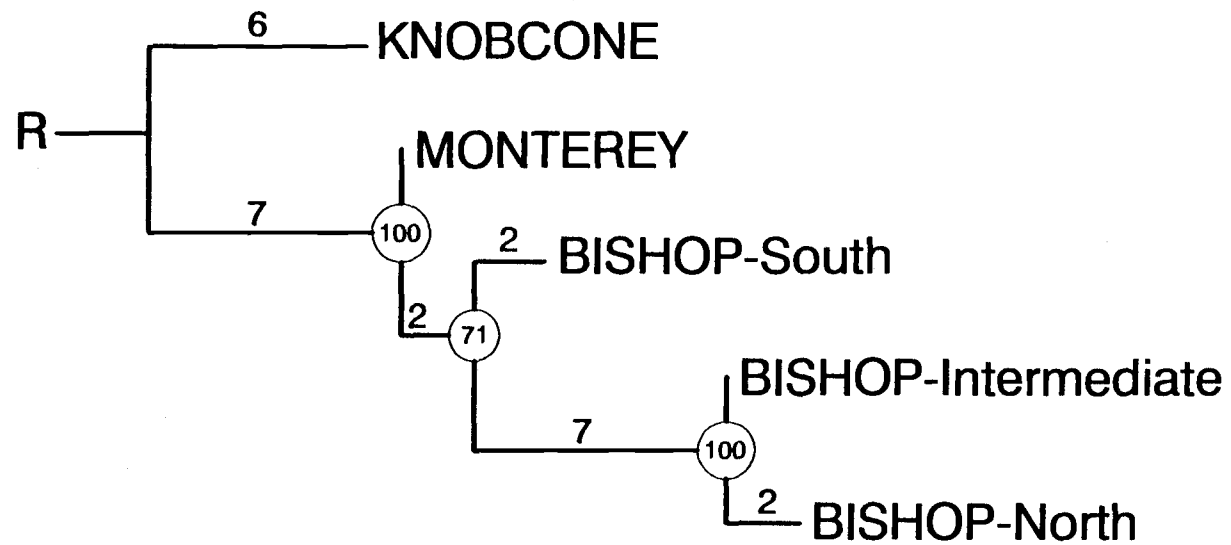 6
KNOBCONE
R
MONTEREY
7
100
2
BISHOP-South
2
71
BISHOP-Intermediate
7
100
2
BISHOP-North